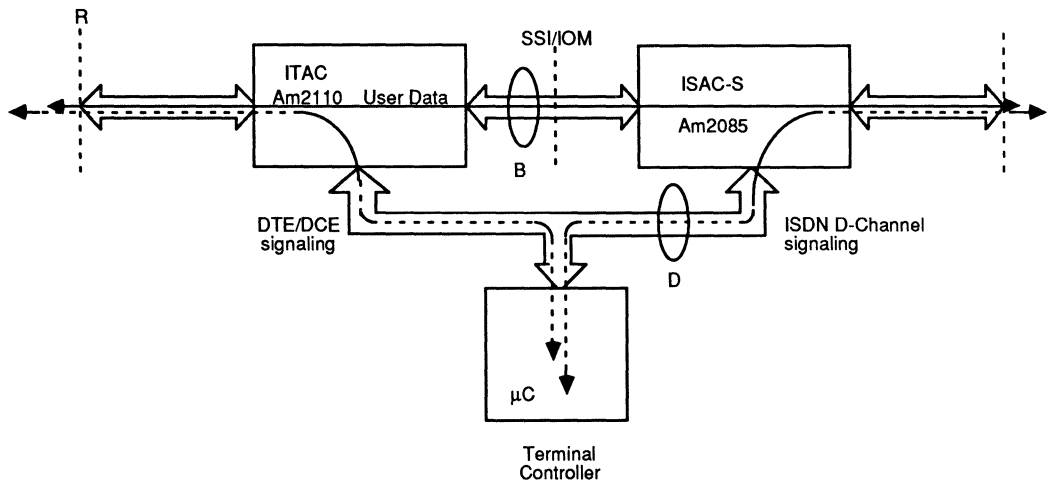 R
SSI/IOM
ITAC
Am2110 User Data
ISAC-S
Am2085
B
DTE/DCE
signaling
ISDN D-Channel
signaling
D
µC
Terminal
Controller